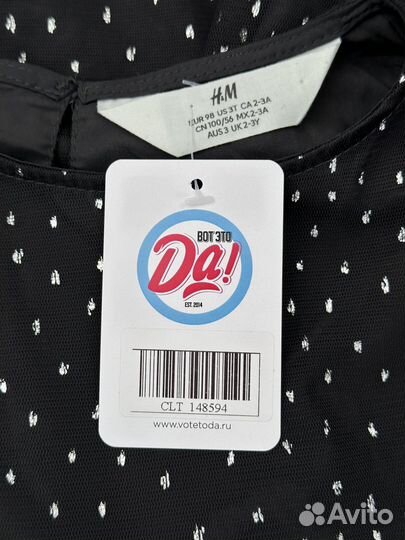 H&M
EUR 98 US 3T CA 2-3A
CN 100/56 MX 2-3A
AUS 3 UK 2-3Y
ВОТ ЭТО
Да!
EST. 2014
CLT 148594
www.votetoda.ru
Avito